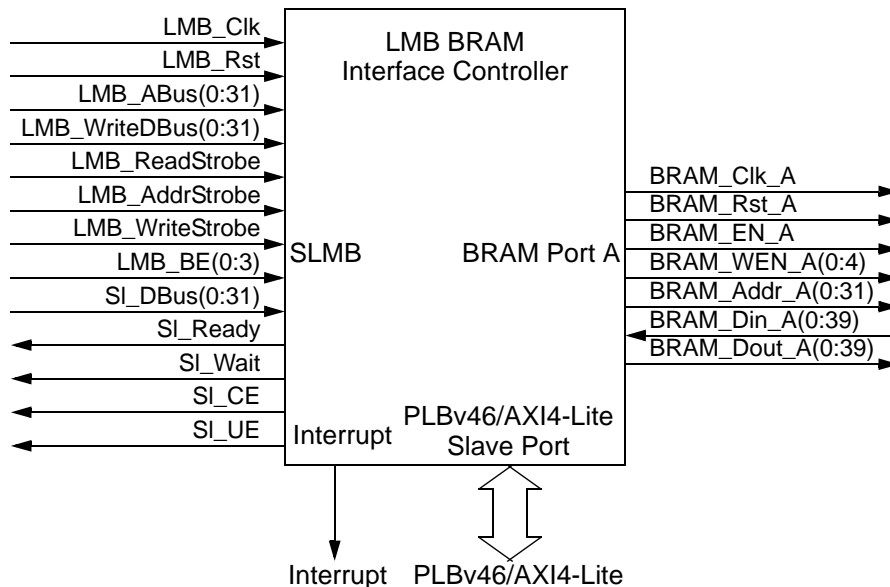 LMB_Clk
LMB_Rst
LMB_ABus(0:31)
LMB_WriteDBus(0:31)
LMB_ReadStrobe
LMB_AddrStrobe
LMB_WriteStrobe
LMB_BE(0:3)
Sl_DBus(0:31)
Sl_Ready
Sl_Wait
Sl_CE
Sl_UE
LMB BRAM
Interface Controller
SLMB
BRAM Port A
Interrupt
PLBv46/AXI4-Lite
Slave Port
BRAM_Clk_A
BRAM_Rst_A
BRAM_EN_A
BRAM_WEN_A(0:4)
BRAM_Addr_A(0:31)
BRAM_Din_A(0:39)
BRAM_Dout_A(0:39)
Interrupt
PLBv46/AXI4-Lite